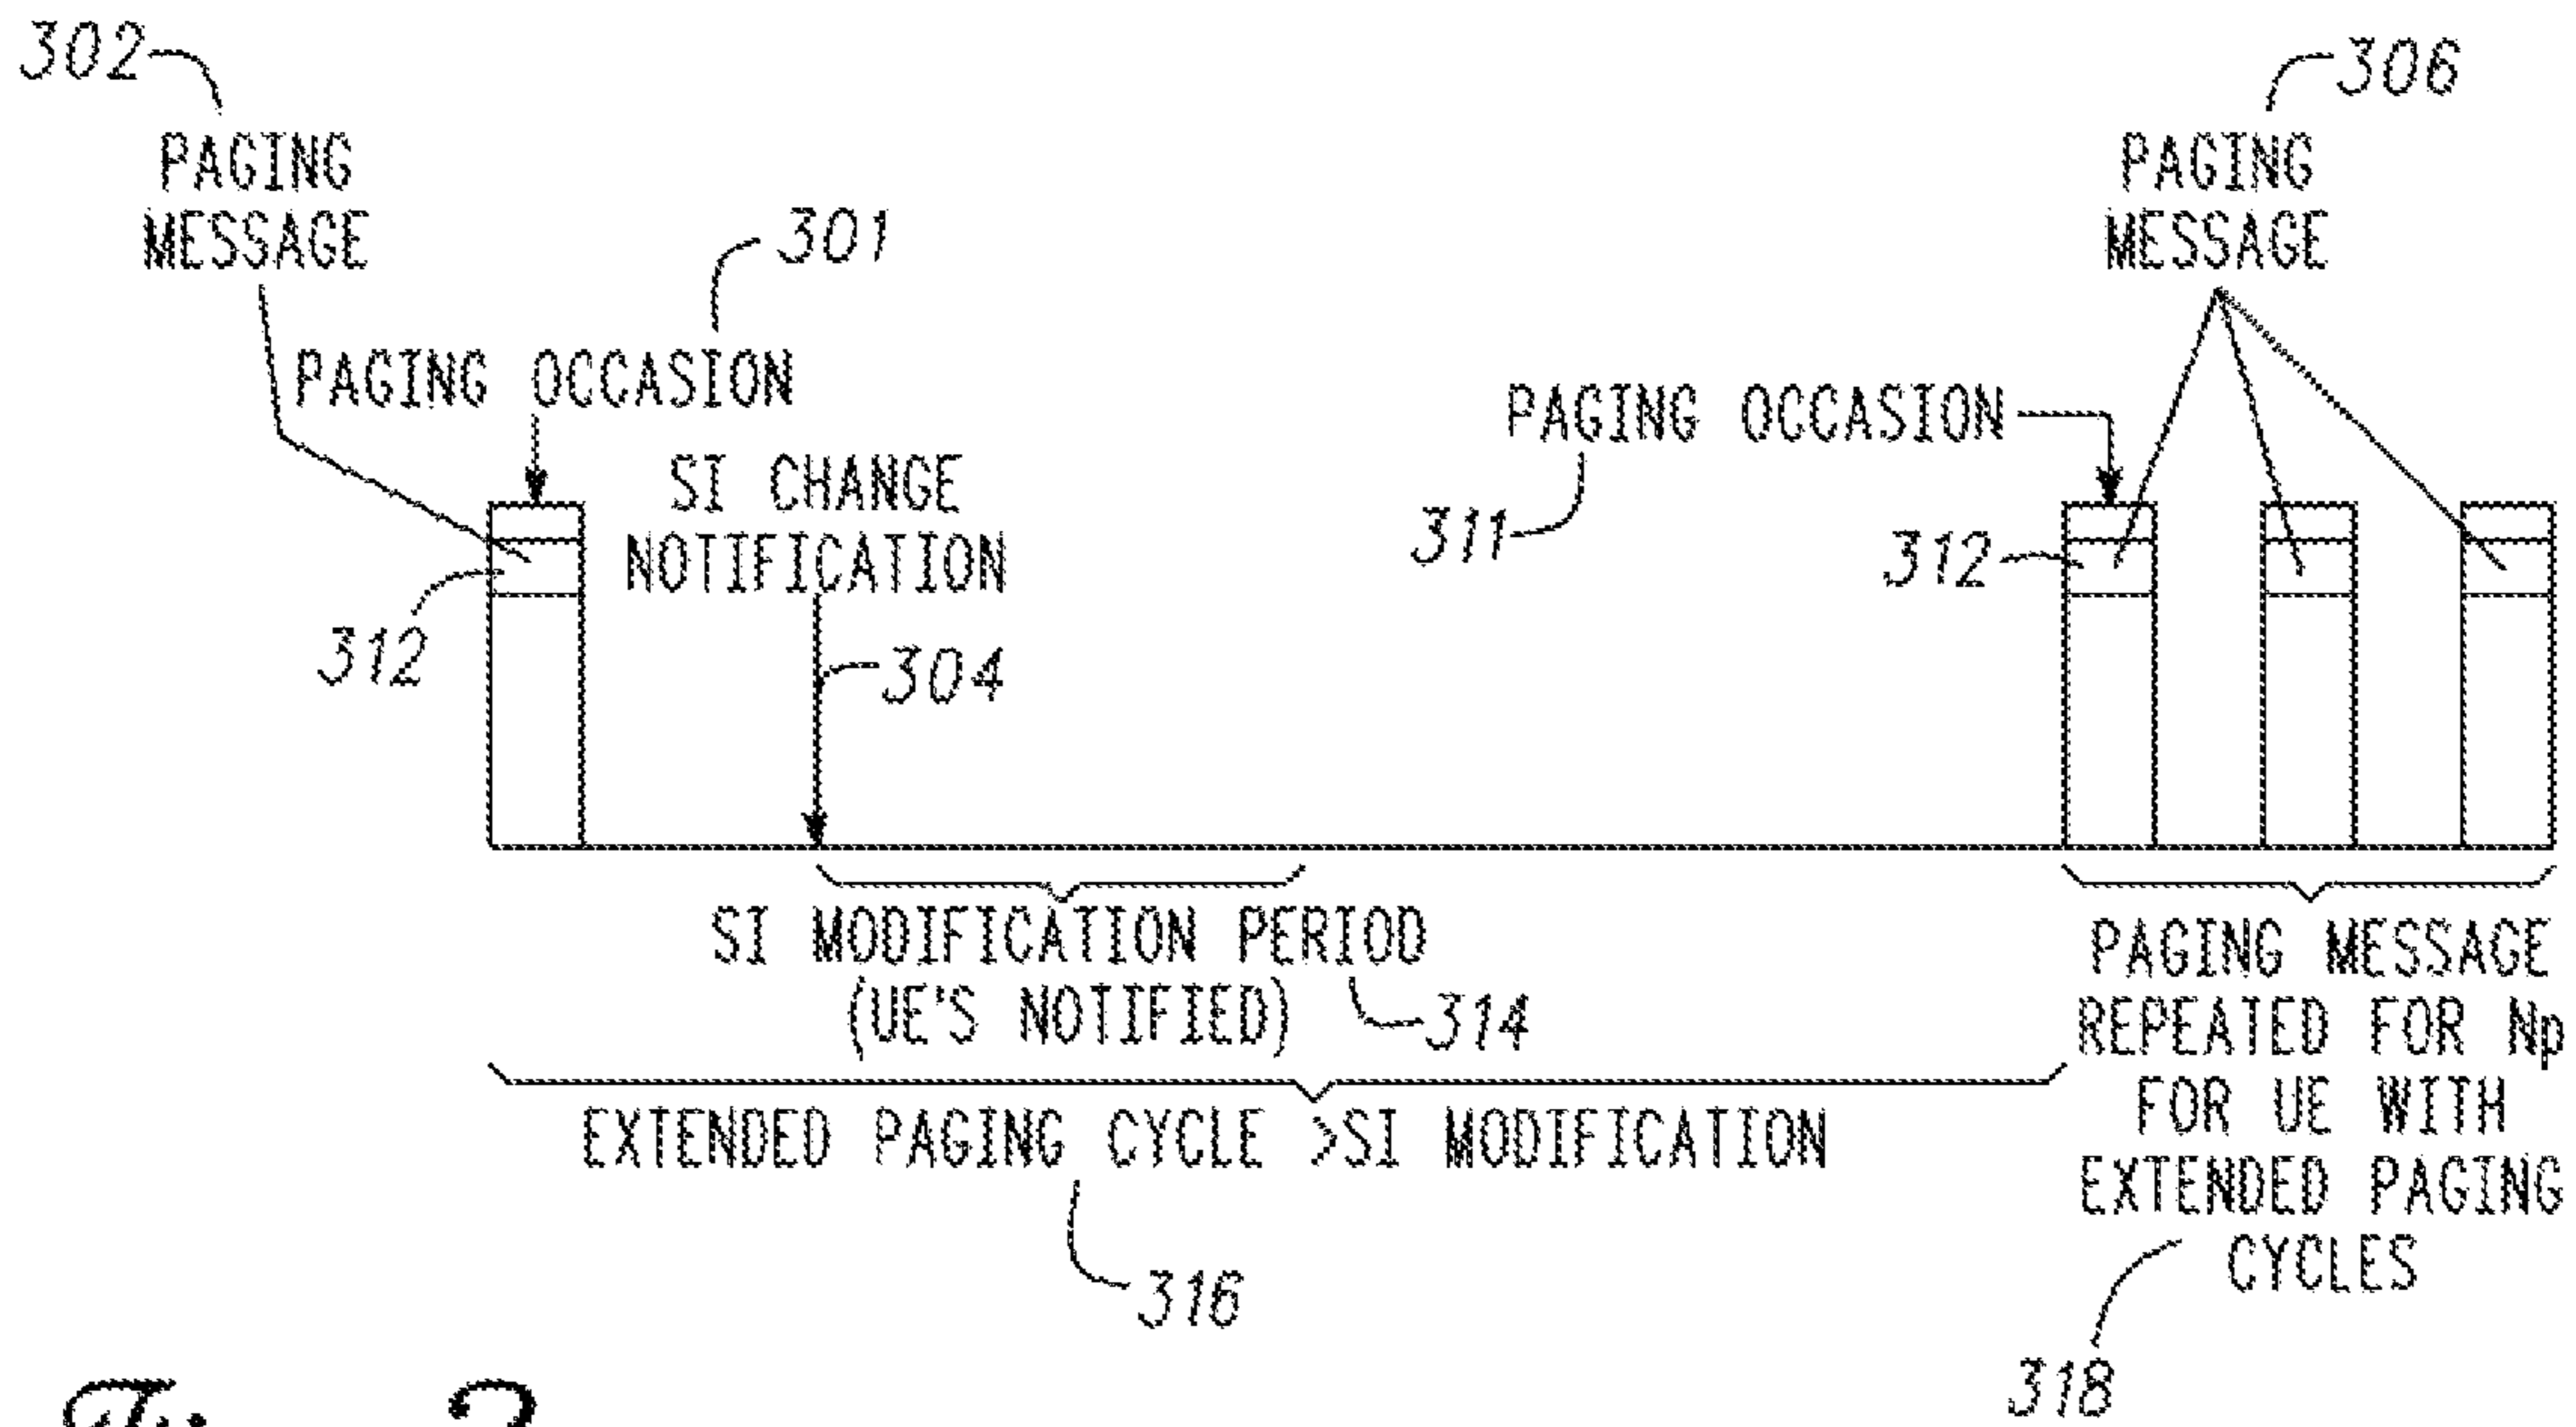 302
PAGING
MESSAGE
301
PAGING OCCASION
SI CHANGE
NOTIFICATION
312
304
306
PAGING
MESSAGE
PAGING OCCASION
311
312
SI MODIFICATION PERIOD
(UE'S NOTIFIED)
314
EXTENDED PAGING CYCLE >SI MODIFICATION
316
PAGING MESSAGE
REPEATED FOR Np
FOR UE WITH
EXTENDED PAGING
CYCLES
318